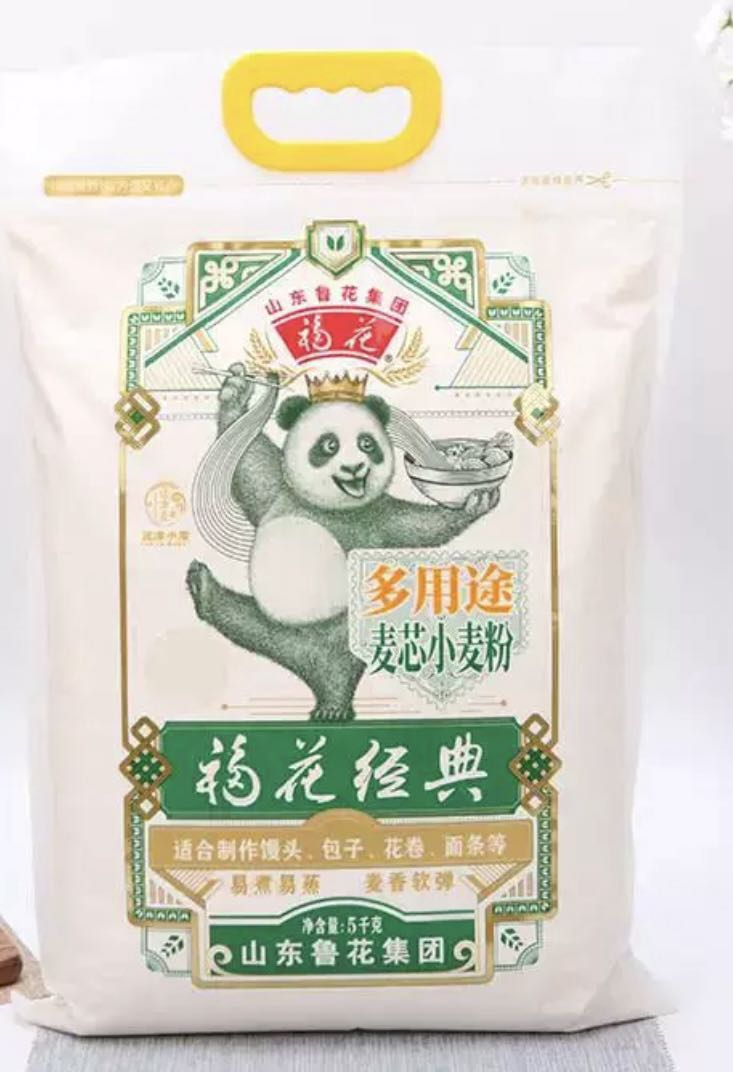 山东鲁花集团
福花®
多用途
麦芯小麦粉
福花经典
适合制作馒头、包子、花卷、面条等
易煮易蒸 麦香软弹
净含量:5千克
山东鲁花集团